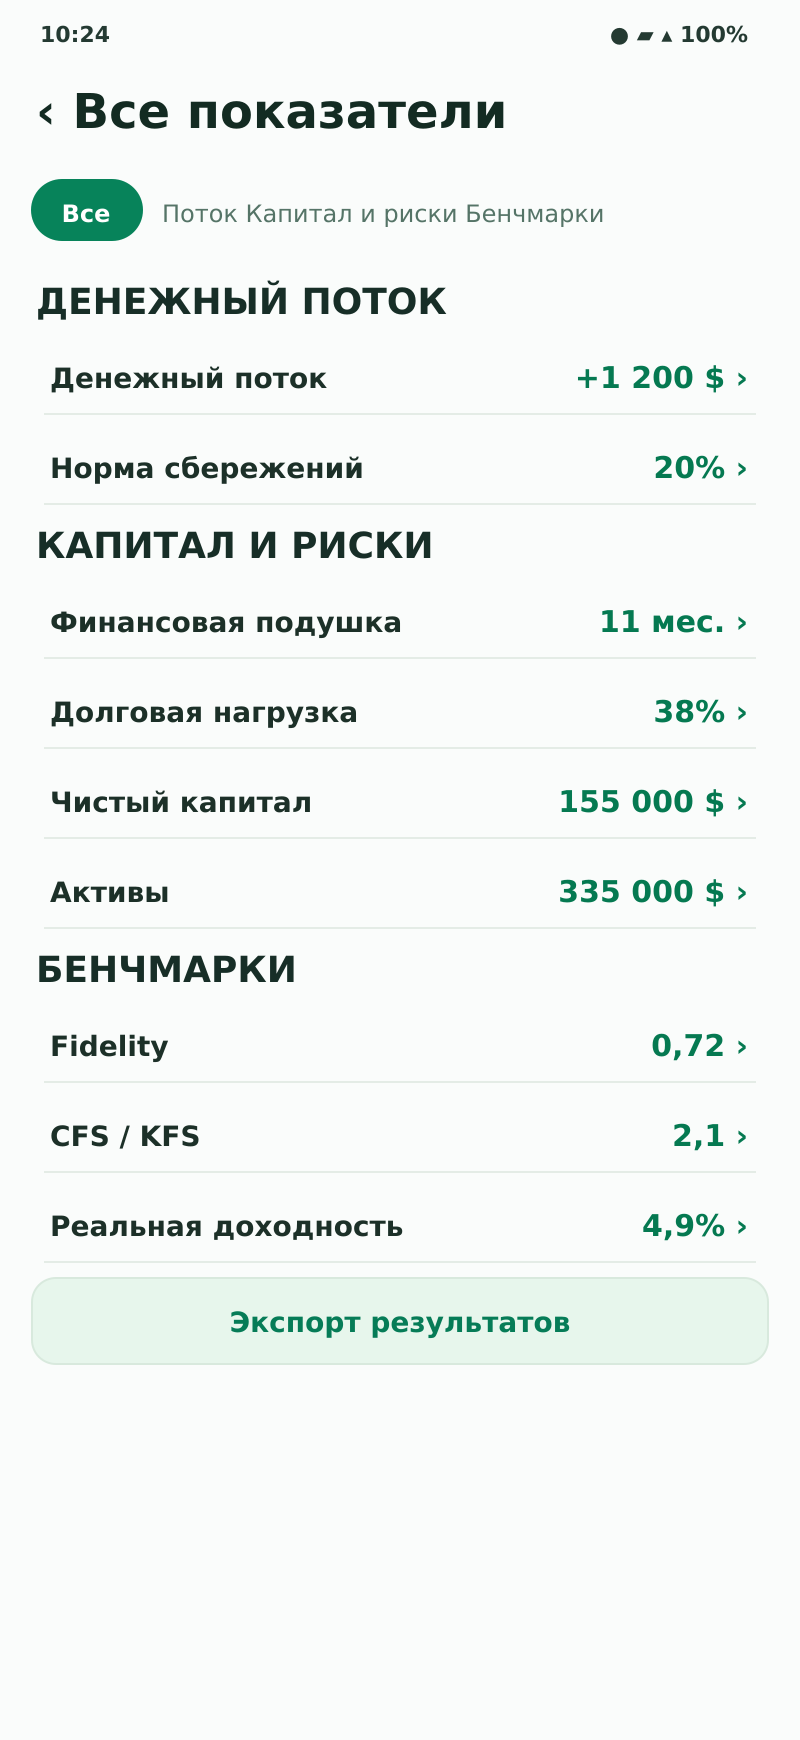 10:24 ● ▰ ▴ 100%
‹ Все показатели
Все Поток Капитал и риски Бенчмарки
ДЕНЕЖНЫЙ ПОТОК
Денежный поток +1 200 $ ›
Норма сбережений 20% ›
КАПИТАЛ И РИСКИ
Финансовая подушка 11 мес. ›
Долговая нагрузка 38% ›
Чистый капитал 155 000 $ ›
Активы 335 000 $ ›
БЕНЧМАРКИ
Fidelity 0,72 ›
CFS / KFS 2,1 ›
Реальная доходность 4,9% ›
Экспорт результатов